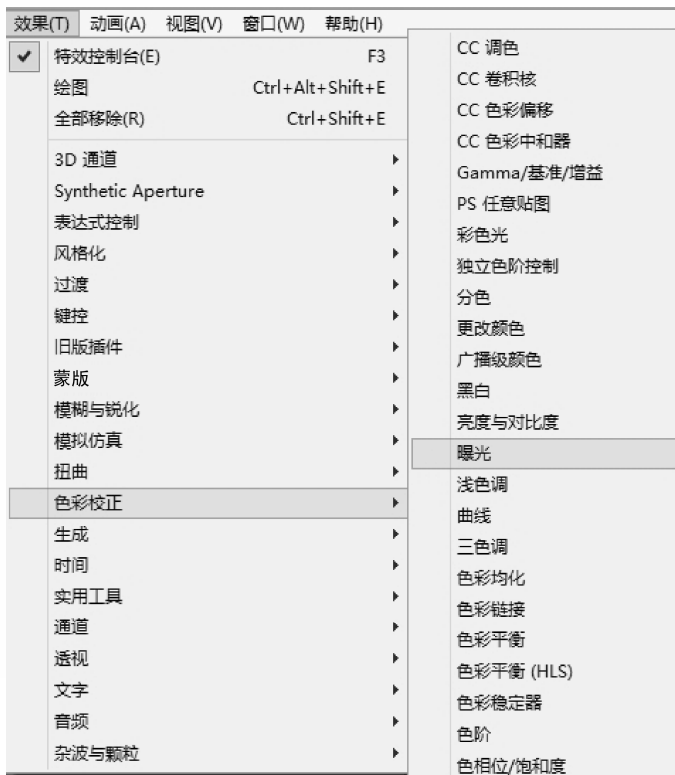 效果(T) 动画(A) 视图(V) 窗口(W) 帮助(H)
特效控制台(E) F3
绘图 Ctrl+Alt+Shift+E
全部移除(R) Ctrl+Shift+E
3D 通道
Synthetic Aperture
表达式控制
风格化
过渡
键控
旧版插件
蒙版
模糊与锐化
模拟仿真
扭曲
色彩校正
生成
时间
实用工具
通道
透视
文字
音频
杂波与颗粒
CC 调色
CC 卷积核
CC 色彩偏移
CC 色彩中和器
Gamma/基准/增益
PS 任意贴图
彩色光
独立色阶控制
分色
更改颜色
广播级颜色
黑白
亮度与对比度
曝光
浅色调
曲线
三色调
色彩均化
色彩链接
色彩平衡
色彩平衡 (HLS)
色彩稳定器
色阶
色相位/饱和度